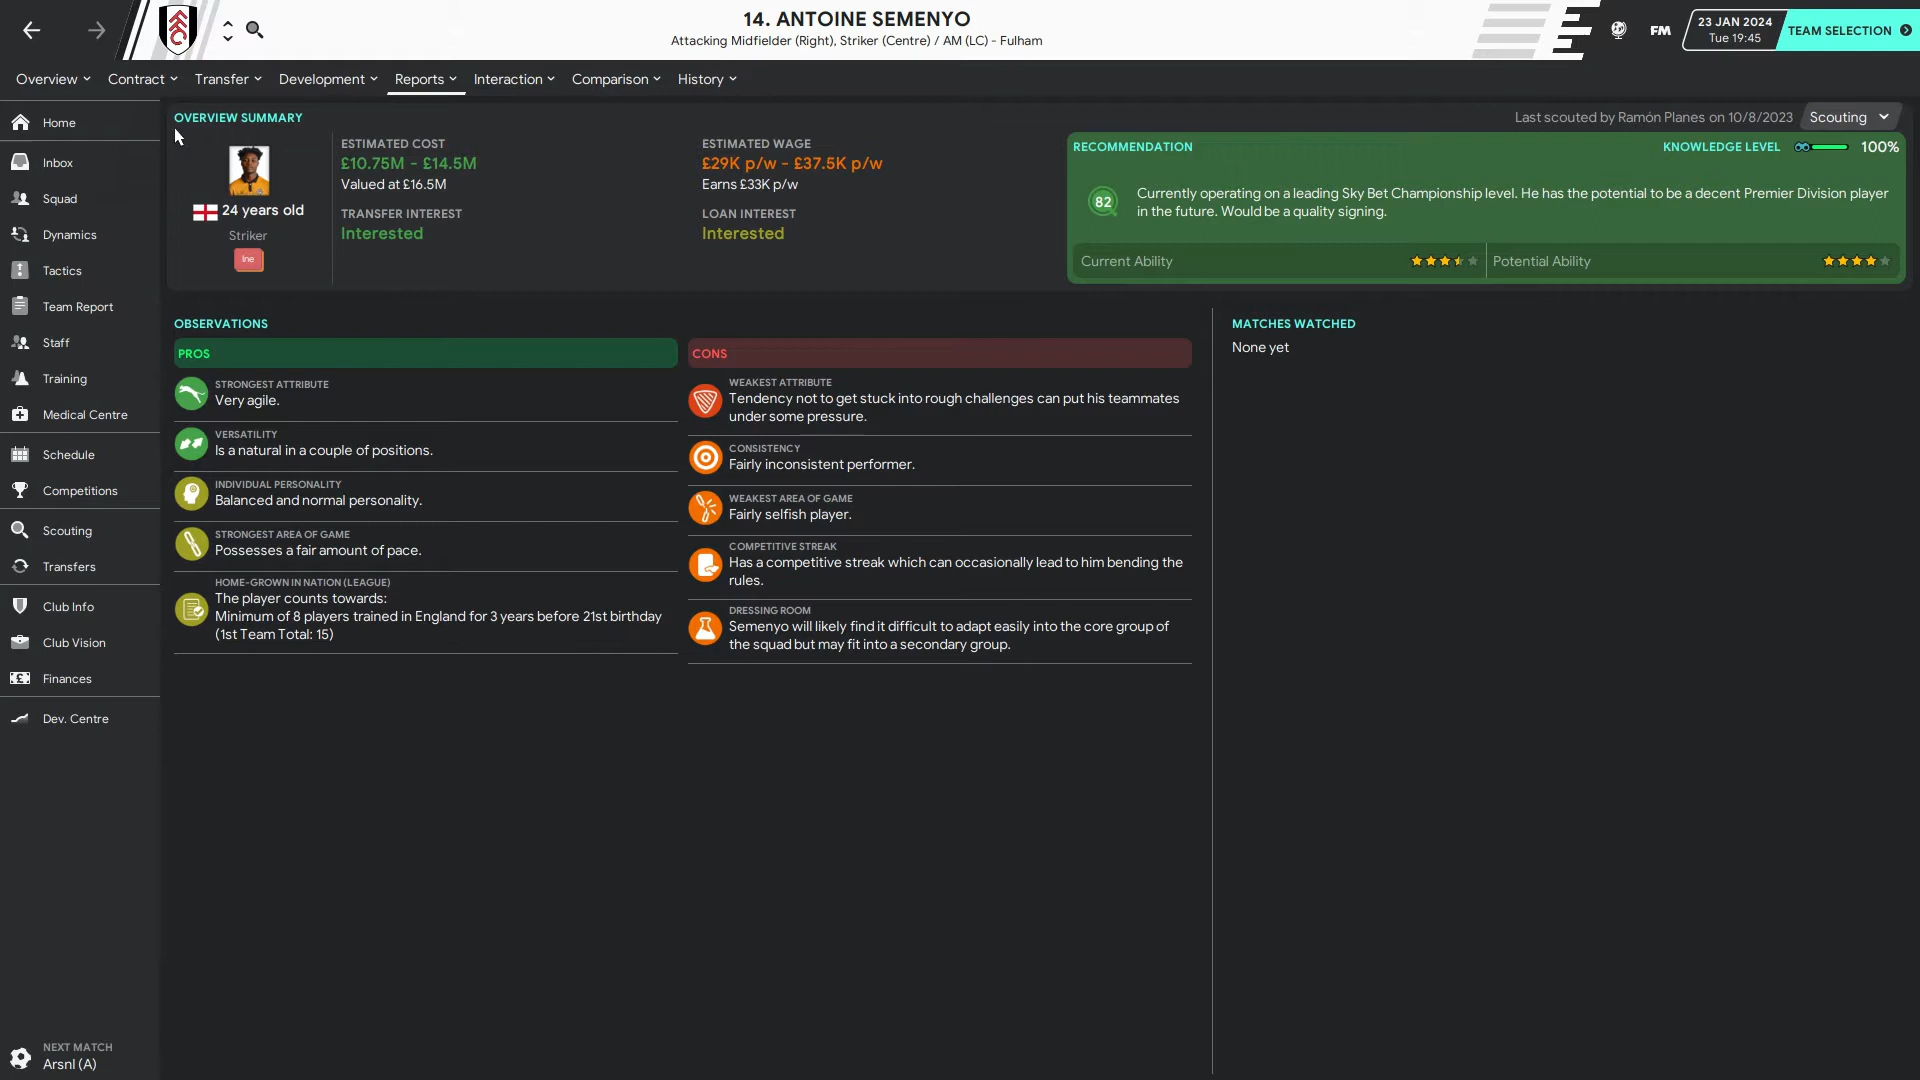 14. ANTOINE SEMENYO
Attacking Midfielder (Right), Striker (Centre) / AM (LC) - Fulham
FM
23 JAN 2024
Tue 19:45
TEAM SELECTION
Overview
Contract
Transfer
Development
Reports
Interaction
Comparison
History
Home
Inbox
Squad
Dynamics
Tactics
Team Report
Staff
Training
Medical Centre
Schedule
Competitions
Scouting
Transfers
Club Info
Club Vision
Finances
Dev. Centre
NEXT MATCH
Arsnl (A)
OVERVIEW SUMMARY
Last scouted by Ramón Planes on 10/8/2023
Scouting
24 years old
Striker
Ine
ESTIMATED COST
£10.75M - £14.5M
Valued at £16.5M
TRANSFER INTEREST
Interested
ESTIMATED WAGE
£29K p/w - £37.5K p/w
Earns £33K p/w
LOAN INTEREST
Interested
RECOMMENDATION
KNOWLEDGE LEVEL
100%
82
Currently operating on a leading Sky Bet Championship level. He has the potential to be a decent Premier Division player
in the future. Would be a quality signing.
Current Ability
Potential Ability
OBSERVATIONS
PROS
STRONGEST ATTRIBUTE
Very agile.
VERSATILITY
Is a natural in a couple of positions.
INDIVIDUAL PERSONALITY
Balanced and normal personality.
STRONGEST AREA OF GAME
Possesses a fair amount of pace.
HOME-GROWN IN NATION (LEAGUE)
The player counts towards:
Minimum of 8 players trained in England for 3 years before 21st birthday
(1st Team Total: 15)
CONS
WEAKEST ATTRIBUTE
Tendency not to get stuck into rough challenges can put his teammates
under some pressure.
CONSISTENCY
Fairly inconsistent performer.
WEAKEST AREA OF GAME
Fairly selfish player.
COMPETITIVE STREAK
Has a competitive streak which can occasionally lead to him bending the
rules.
DRESSING ROOM
Semenyo will likely find it difficult to adapt easily into the core group of
the squad but may fit into a secondary group.
MATCHES WATCHED
None yet